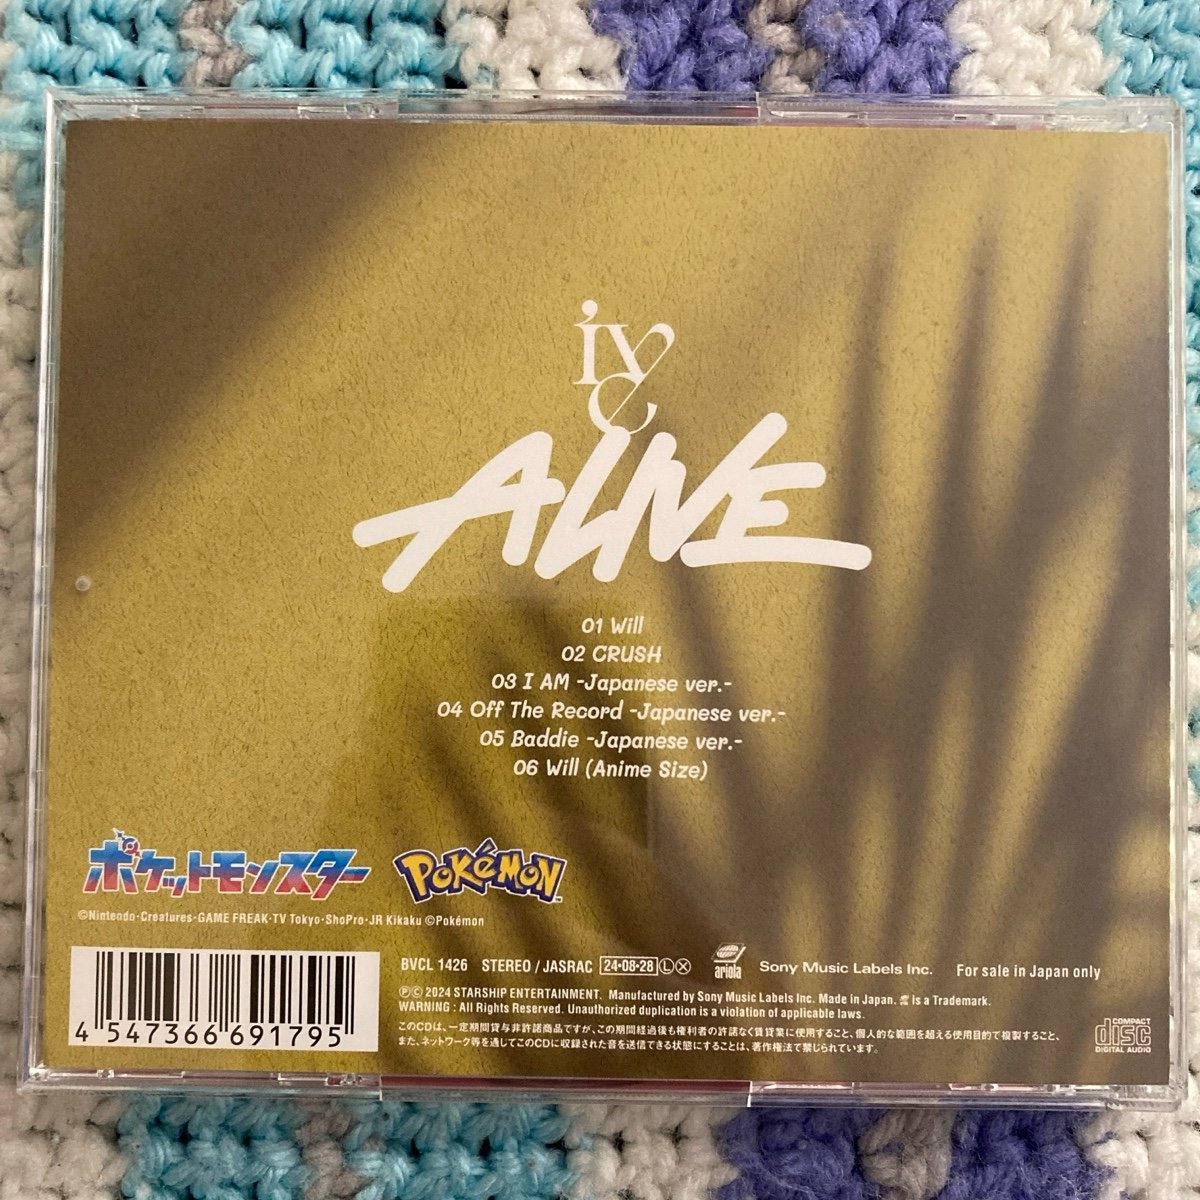 IVE
ALIVE
01 Will
02 CRUSH
03 I AM -Japanese ver.-
04 Off The Record -Japanese ver.-
05 Baddie -Japanese ver.-
06 Will (Anime Size)
ポケットモンスター POKéMON™
©Nintendo・Creatures・GAME FREAK・TV Tokyo・ShoPro・JR Kikaku ©Pokémon
4 547366 691795
BVCL 1426 STEREO / JASRAC 24•08•28 Ⓛ Ⓧ ariola Sony Music Labels Inc. For sale in Japan only
ⓅⒸ 2024 STARSHIP ENTERTAINMENT. Manufactured by Sony Music Labels Inc. Made in Japan. is a Trademark.
WARNING : All Rights Reserved. Unauthorized duplication is a violation of applicable laws.
このCDは、一定期間貸与非許諾商品ですが、この期間経過後も権利者の許諾なく賃貸業に使用すること、個人的な範囲を超える使用目的で複製すること、
また、ネットワーク等を通じてこのCDに収録された音を送信できる状態にすることは、著作権法で禁じられています。
COMPACT
disc
DIGITAL AUDIO